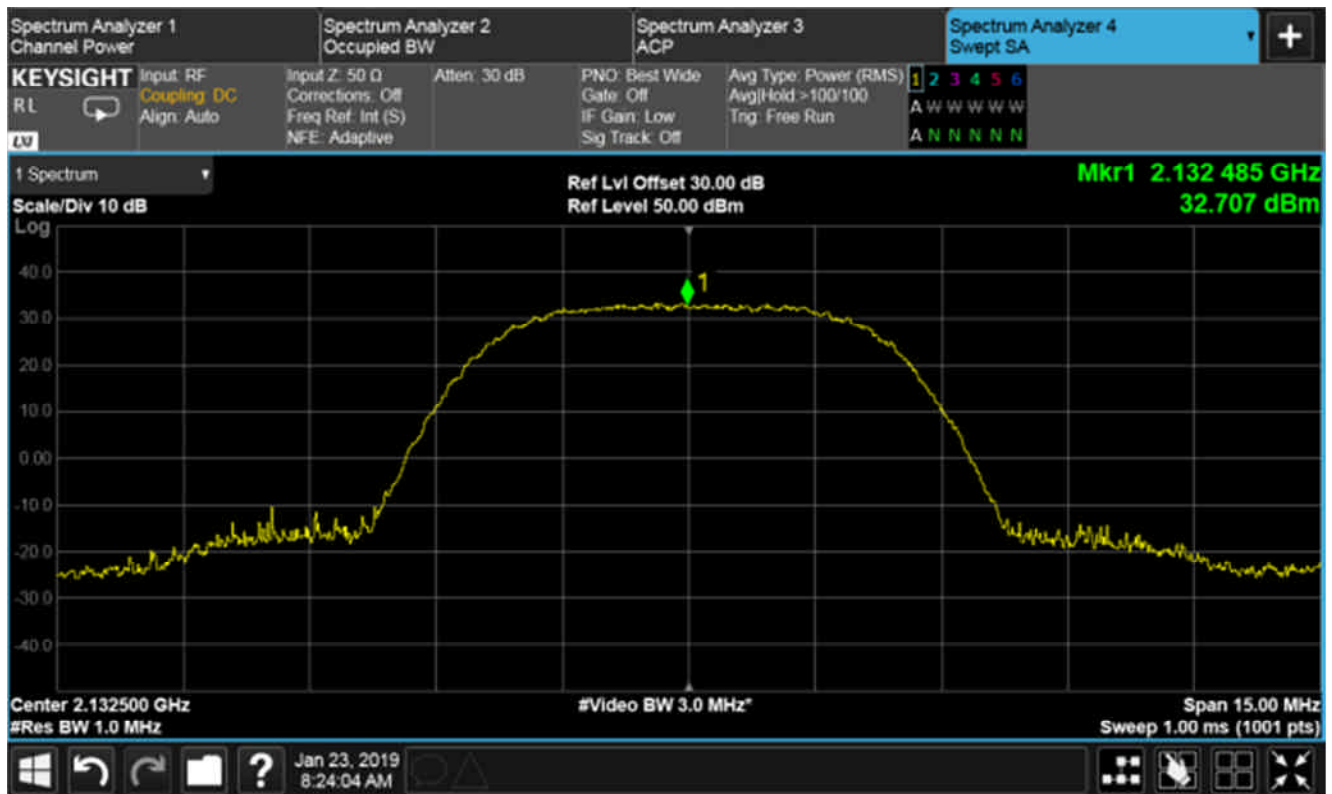 Spectrum Analyzer 1
Channel Power
Spectrum Analyzer 2
Occupied BW
Spectrum Analyzer 3
ACP
Spectrum Analyzer 4
Swept SA
+
KEYSIGHT
RL
LXI
Input: RF
Coupling: DC
Align: Auto
Input Z: 50 Ω
Corrections: Off
Freq Ref: Int (S)
NFE: Adaptive
Atten: 30 dB
PNO: Best Wide
Gate: Off
IF Gain: Low
Sig Track: Off
Avg Type: Power (RMS)
Avg|Hold:>100/100
Trig: Free Run
1 2 3 4 5 6
A W W W W W
A N N N N N
1 Spectrum
Scale/Div 10 dB
Ref Lvl Offset 30.00 dB
Ref Level 50.00 dBm
Mkr1 2.132 485 GHz
32.707 dBm
Log
40.0
30.0
20.0
10.0
0.00
-10.0
-20.0
-30.0
-40.0
1
Center 2.132500 GHz
#Res BW 1.0 MHz
#Video BW 3.0 MHz*
Span 15.00 MHz
Sweep 1.00 ms (1001 pts)
?
Jan 23, 2019
8:24:04 AM